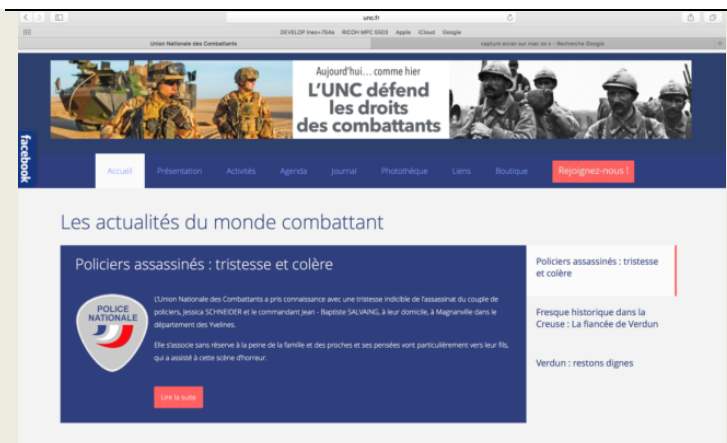 unc.fr
DEVELOP ineo+754e RICOH MPC 5503 Apple iCloud Google
Union Nationale des Combattants
capture ecran sur mac os x - Recherche Google
Aujourd'hui... comme hier
L'UNC défend
les droits
des combattants
facebook
Accueil Présentation Activités Agenda Journal Photothèque Liens Boutique Rejoignez-nous !
Les actualités du monde combattant
Policiers assassinés : tristesse et colère
POLICE
NATIONALE
L'Union Nationale des Combattants a pris connaissance avec une tristesse indicible de l'assassinat du couple de
policiers, Jessica SCHNEIDER et le commandant Jean - Baptiste SALVAING, à leur domicile, à Magnanville dans le
département des Yvelines.
Elle s'associe sans réserve à la peine de la famille et des proches et ses pensées vont particulièrement vers leur fils,
qui a assisté à cette scène d'horreur.
Lire la suite
Policiers assassinés : tristesse
et colère
Fresque historique dans la
Creuse : La fiancée de Verdun
Verdun : restons dignes